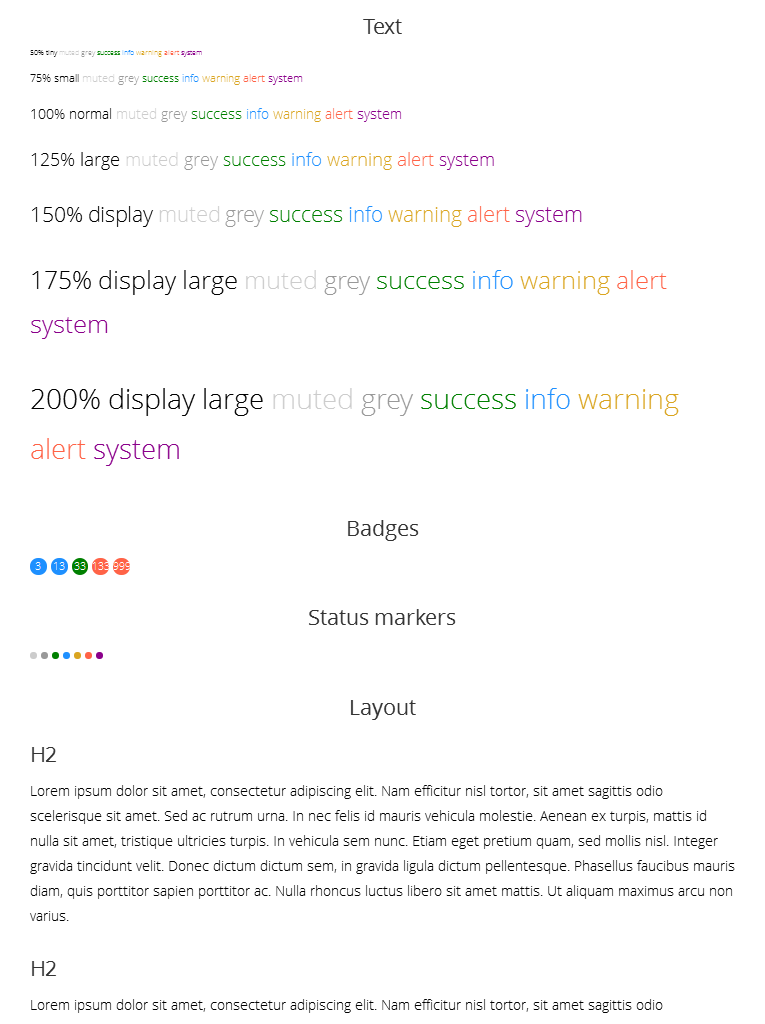 Text
50% tiny muted grey success info warning alert system
75% small muted grey success info warning alert system
100% normal muted grey success info warning alert system
125% large muted grey success info warning alert system
150% display muted grey success info warning alert system
175% display large muted grey success info warning alert
system
200% display large muted grey success info warning
alert system
Badges
3 13 33 133 999
Status markers
Layout
H2
Lorem ipsum dolor sit amet, consectetur adipiscing elit. Nam efficitur nisl tortor, sit amet sagittis odio
scelerisque sit amet. Sed ac rutrum urna. In nec felis id mauris vehicula molestie. Aenean ex turpis, mattis id
nulla sit amet, tristique ultricies turpis. In vehicula sem nunc. Etiam eget pretium quam, sed mollis nisl. Integer
gravida tincidunt velit. Donec dictum dictum sem, in gravida ligula dictum pellentesque. Phasellus faucibus mauris
diam, quis porttitor sapien porttitor ac. Nulla rhoncus luctus libero sit amet mattis. Ut aliquam maximus arcu non
varius.
H2
Lorem ipsum dolor sit amet, consectetur adipiscing elit. Nam efficitur nisl tortor, sit amet sagittis odio